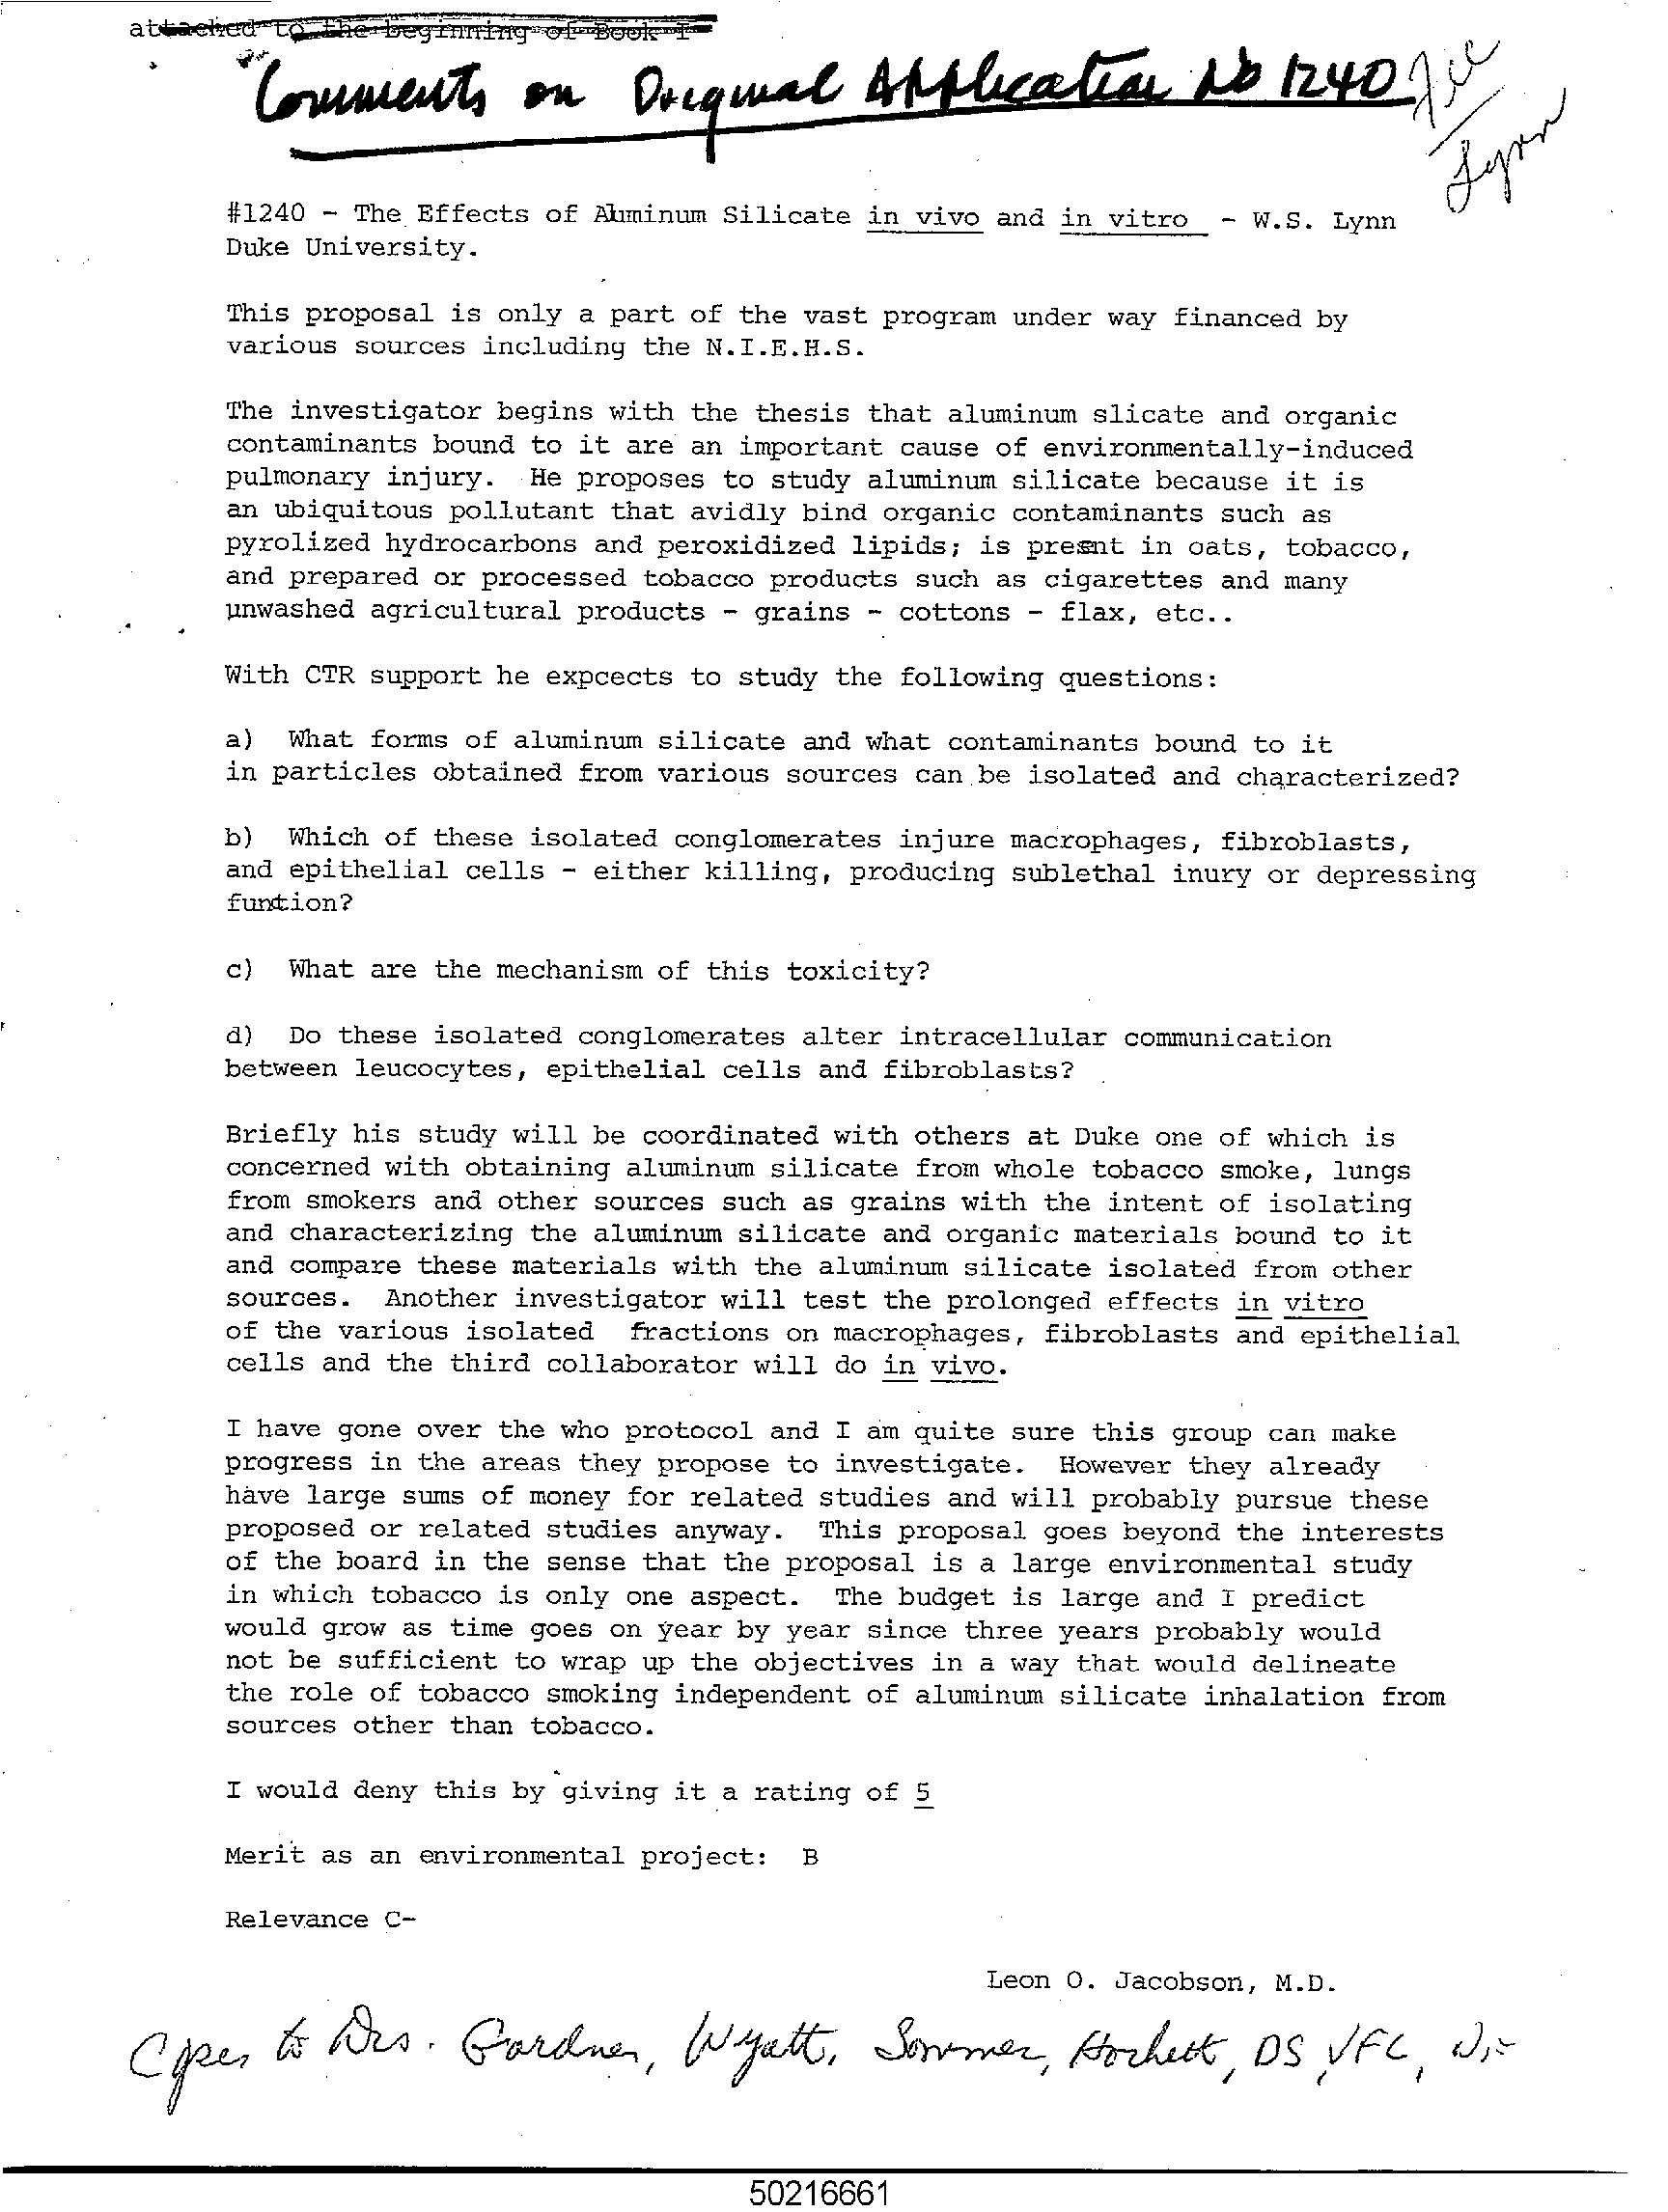 attached to the beginning of Book I
Comments on Original Application No 1240
File
Lynn
#1240 - The Effects of Aluminum Silicate in vivo and in vitro - W.S. Lynn
Duke University.
This proposal is only a part of the vast program under way financed by
various sources including the N.I.E.H.S.
The investigator begins with the thesis that aluminum slicate and organic
contaminants bound to it are an important cause of environmentally-induced
pulmonary injury. He proposes to study aluminum silicate because it is
an ubiquitous pollutant that avidly bind organic contaminants such as
pyrolized hydrocarbons and peroxidized lipids; is presnt in oats, tobacco,
and prepared or processed tobacco products such as cigarettes and many
unwashed agricultural products - grains - cottons - flax, etc..
With CTR support he expcects to study the following questions:
a) What forms of aluminum silicate and what contaminants bound to it
in particles obtained from various sources can be isolated and characterized?
b) Which of these isolated conglomerates injure macrophages, fibroblasts,
and epithelial cells - either killing, producing sublethal inury or depressing
funtion?
c) What are the mechanism of this toxicity?
d) Do these isolated conglomerates alter intracellular communication
between leucocytes, epithelial cells and fibroblasts?
Briefly his study will be coordinated with others at Duke one of which is
concerned with obtaining aluminum silicate from whole tobacco smoke, lungs
from smokers and other sources such as grains with the intent of isolating
and characterizing the aluminum silicate and organic materials bound to it
and compare these materials with the aluminum silicate isolated from other
sources. Another investigator will test the prolonged effects in vitro
of the various isolated fractions on macrophages, fibroblasts and epithelial
cells and the third collaborator will do in vivo.
I have gone over the who protocol and I am quite sure this group can make
progress in the areas they propose to investigate. However they already
have large sums of money for related studies and will probably pursue these
proposed or related studies anyway. This proposal goes beyond the interests
of the board in the sense that the proposal is a large environmental study
in which tobacco is only one aspect. The budget is large and I predict
would grow as time goes on year by year since three years probably would
not be sufficient to wrap up the objectives in a way that would delineate
the role of tobacco smoking independent of aluminum silicate inhalation from
sources other than tobacco.
I would deny this by giving it a rating of 5
Merit as an environmental project: B
Relevance C-
Leon O. Jacobson, M.D.
Copies to Drs. Gardner, Wyatt, Sommer, Hockett, DS, VFC,
50216661